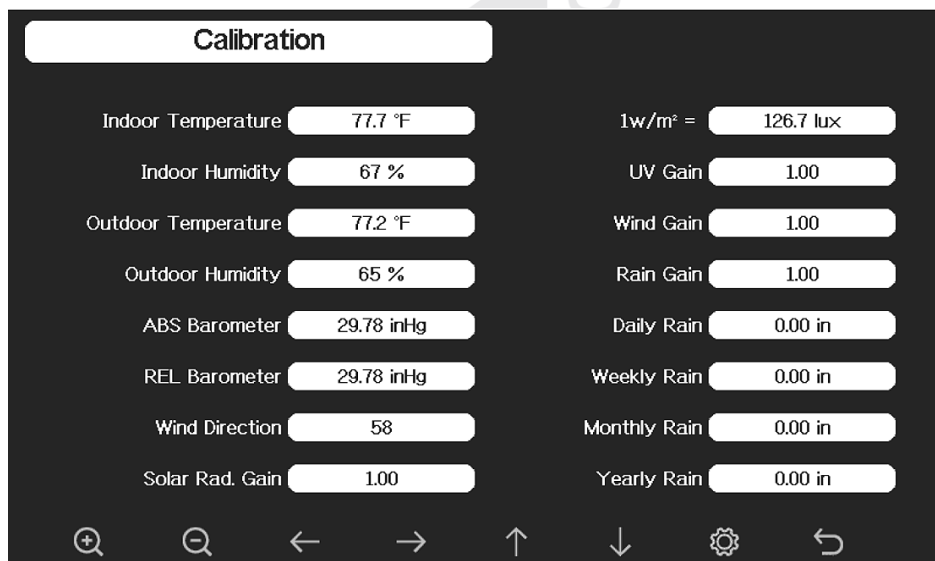 Calibration
Indoor Temperature 77.7 °F
Indoor Humidity 67 %
Outdoor Temperature 77.2 °F
Outdoor Humidity 65 %
ABS Barometer 29.78 inHg
REL Barometer 29.78 inHg
Wind Direction 58
Solar Rad. Gain 1.00
1w/m² = 126.7 lux
UV Gain 1.00
Wind Gain 1.00
Rain Gain 1.00
Daily Rain 0.00 in
Weekly Rain 0.00 in
Monthly Rain 0.00 in
Yearly Rain 0.00 in